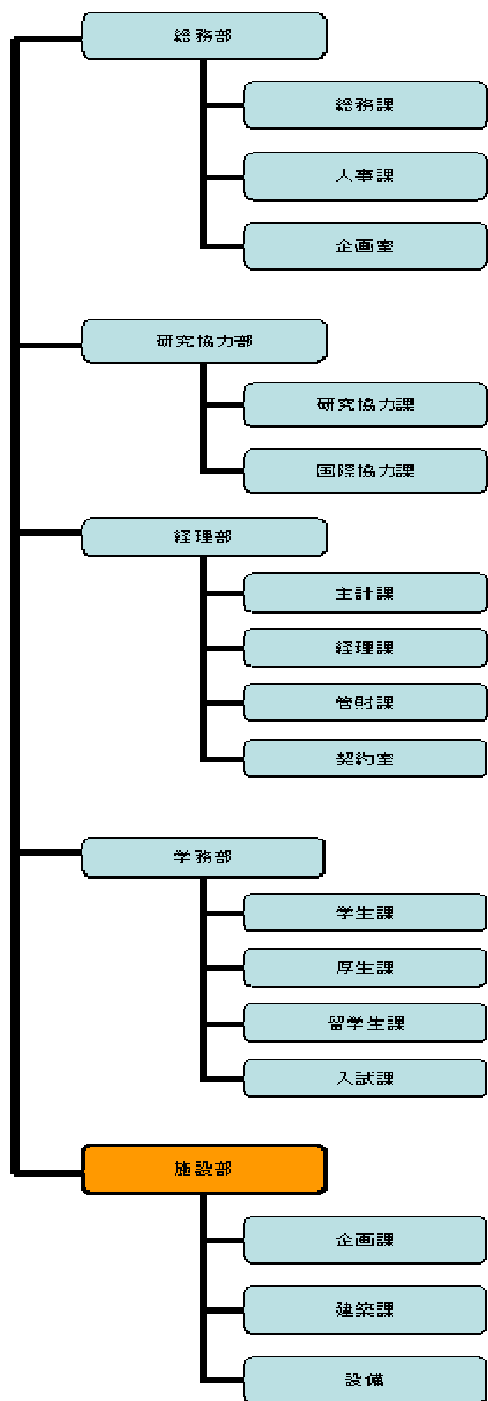 総務部
総務課
人事課
企画室
研究協力部
研究協力課
国際協力課
経理部
主計課
経理課
管財課
契約室
学務部
学生課
厚生課
留学生課
入試課
施設部
企画課
建築課
設備